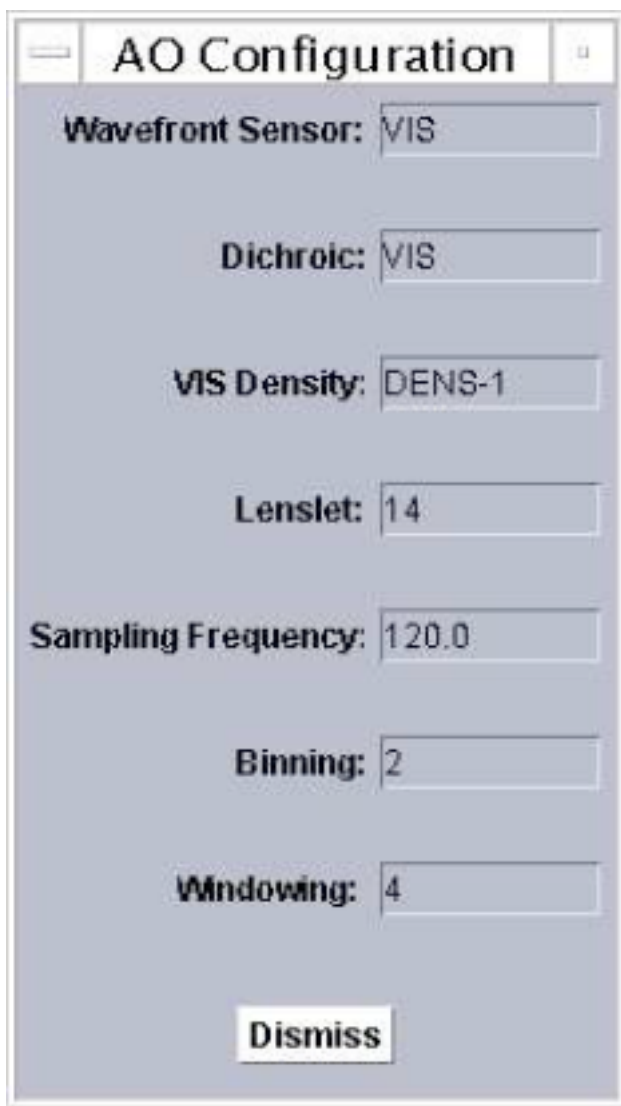 AO Configuration
Wavefront Sensor: VIS
Dichroic: VIS
VIS Density: DENS-1
Lenslet: 14
Sampling Frequency: 120.0
Binning: 2
Windowing: 4
Dismiss